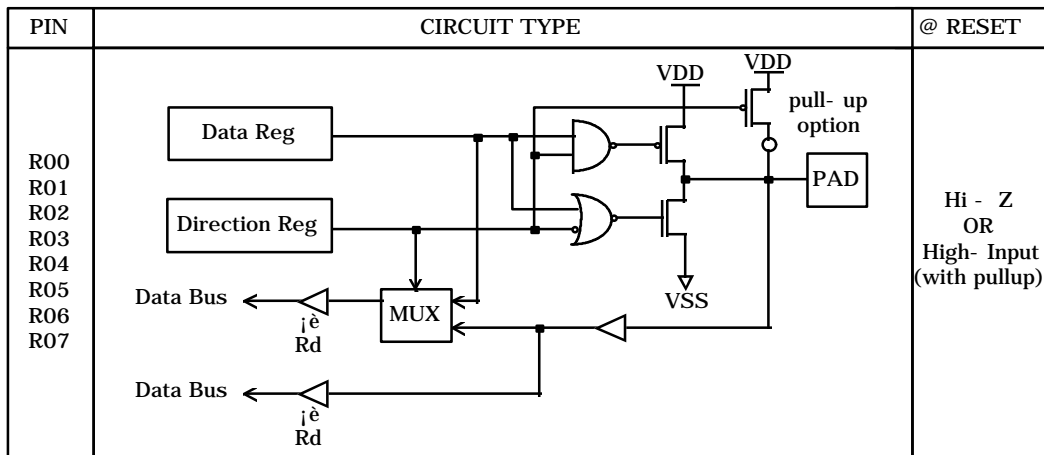 PIN
CIRCUIT TYPE
@ RESET
VDD
VDD
pull- up
option
Data Reg
PAD
R00
R01
R02
R03
R04
R05
R06
R07
Direction Reg
Hi - Z
OR
High- Input
(with pullup)
VSS
Data Bus
MUX
¡è
Rd
Data Bus
¡è
Rd